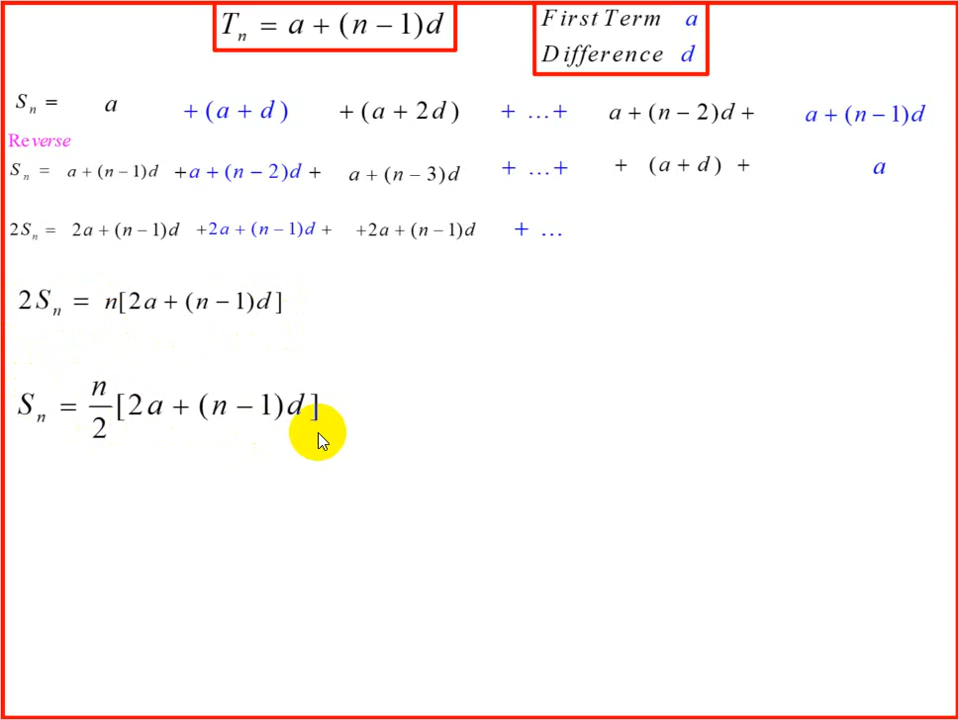 Tₙ = a + (n − 1)d
First Term a
Difference d
Sₙ = a + (a + d) + (a + 2d) + ...+ a + (n − 2)d + a + (n − 1)d
Reverse
Sₙ = a + (n − 1)d + a + (n − 2)d + a + (n − 3)d + ...+ + (a + d) + a
2Sₙ = 2a + (n − 1)d +2a + (n − 1)d + +2a + (n − 1)d + ...
2Sₙ = n[2a + (n − 1)d]
Sₙ = n/2 [2a + (n − 1)d]